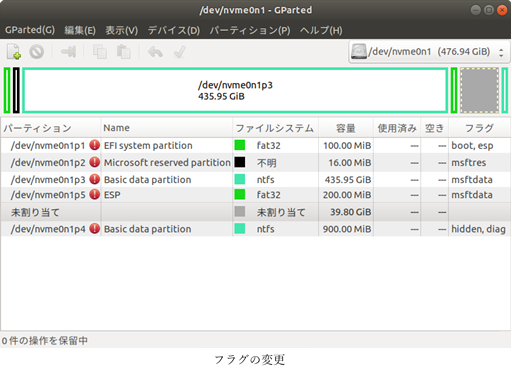 /dev/nvme0n1 - GParted
GParted(G) 編集(E) 表示(V) デバイス(D) パーティション(P) ヘルプ(H)
/dev/nvme0n1 (476.94 GiB)
/dev/nvme0n1p3
435.95 GiB
パーティション Name ファイルシステム 容量 使用済み 空き フラグ
/dev/nvme0n1p1 EFI system partition fat32 100.00 MiB --- --- boot, esp
/dev/nvme0n1p2 Microsoft reserved partition 不明 16.00 MiB --- --- msftres
/dev/nvme0n1p3 Basic data partition ntfs 435.95 GiB --- --- msftdata
/dev/nvme0n1p5 ESP fat32 200.00 MiB --- --- msftdata
未割り当て 未割り当て 39.80 GiB --- ---
/dev/nvme0n1p4 Basic data partition ntfs 900.00 MiB --- --- hidden, diag
0 件の操作を保留中
フラグの変更